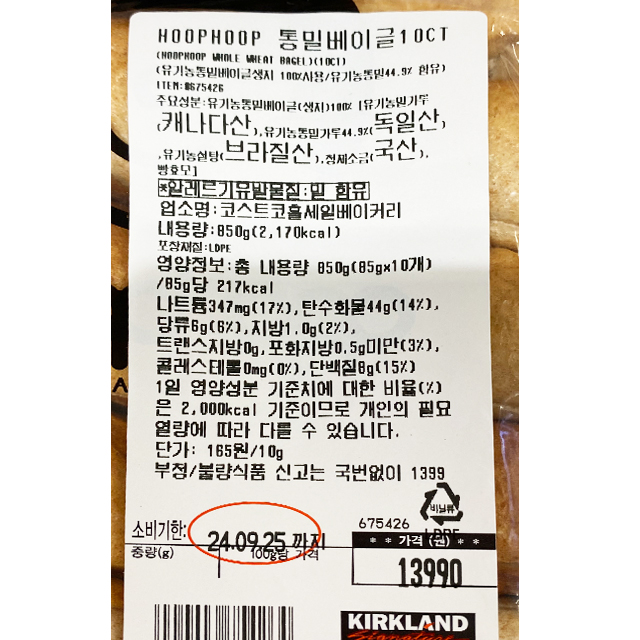 HOOPHOOP 통밀베이글10CT
(HOOPHOOP WHOLE WHEAT BAGEL)(10CT)
(유기농통밀베이글생지 100%사용/유기농통밀44.9% 함유)
ITEM:#675426
주요성분:유기농통밀베이글(생지)100% [유기농밀가루
(캐나다산),유기농통밀가루44.9%(독일산)
,유기농설탕(브라질산),정제소금(국산),
빵효모]
*알레르기유발물질:밀 함유
업소명:코스트코홀세일베이커리
내용량:850g(2,170kcal)
포장재질:LDPE
영양정보:총 내용량 850g(85gx10개)
/85g당 217kcal
나트륨347mg(17%),탄수화물44g(14%),
당류6g(6%),지방1.0g(2%),
트랜스지방0g,포화지방0.5g미만(3%),
콜레스테롤0mg(0%),단백질8g(15%)
1일 영양성분 기준치에 대한 비율(%)
은 2,000kcal 기준이므로 개인의 필요
열량에 따라 다를 수 있습니다.
단가: 165원/10g
부정/불량식품 신고는 국번없이 1399
비닐류
LDPE
675426
소비기한: 24.09.25 까지
중량(g) 100g당 가격
* * 가격 (원) * *
13990
KIRKLAND
Signature